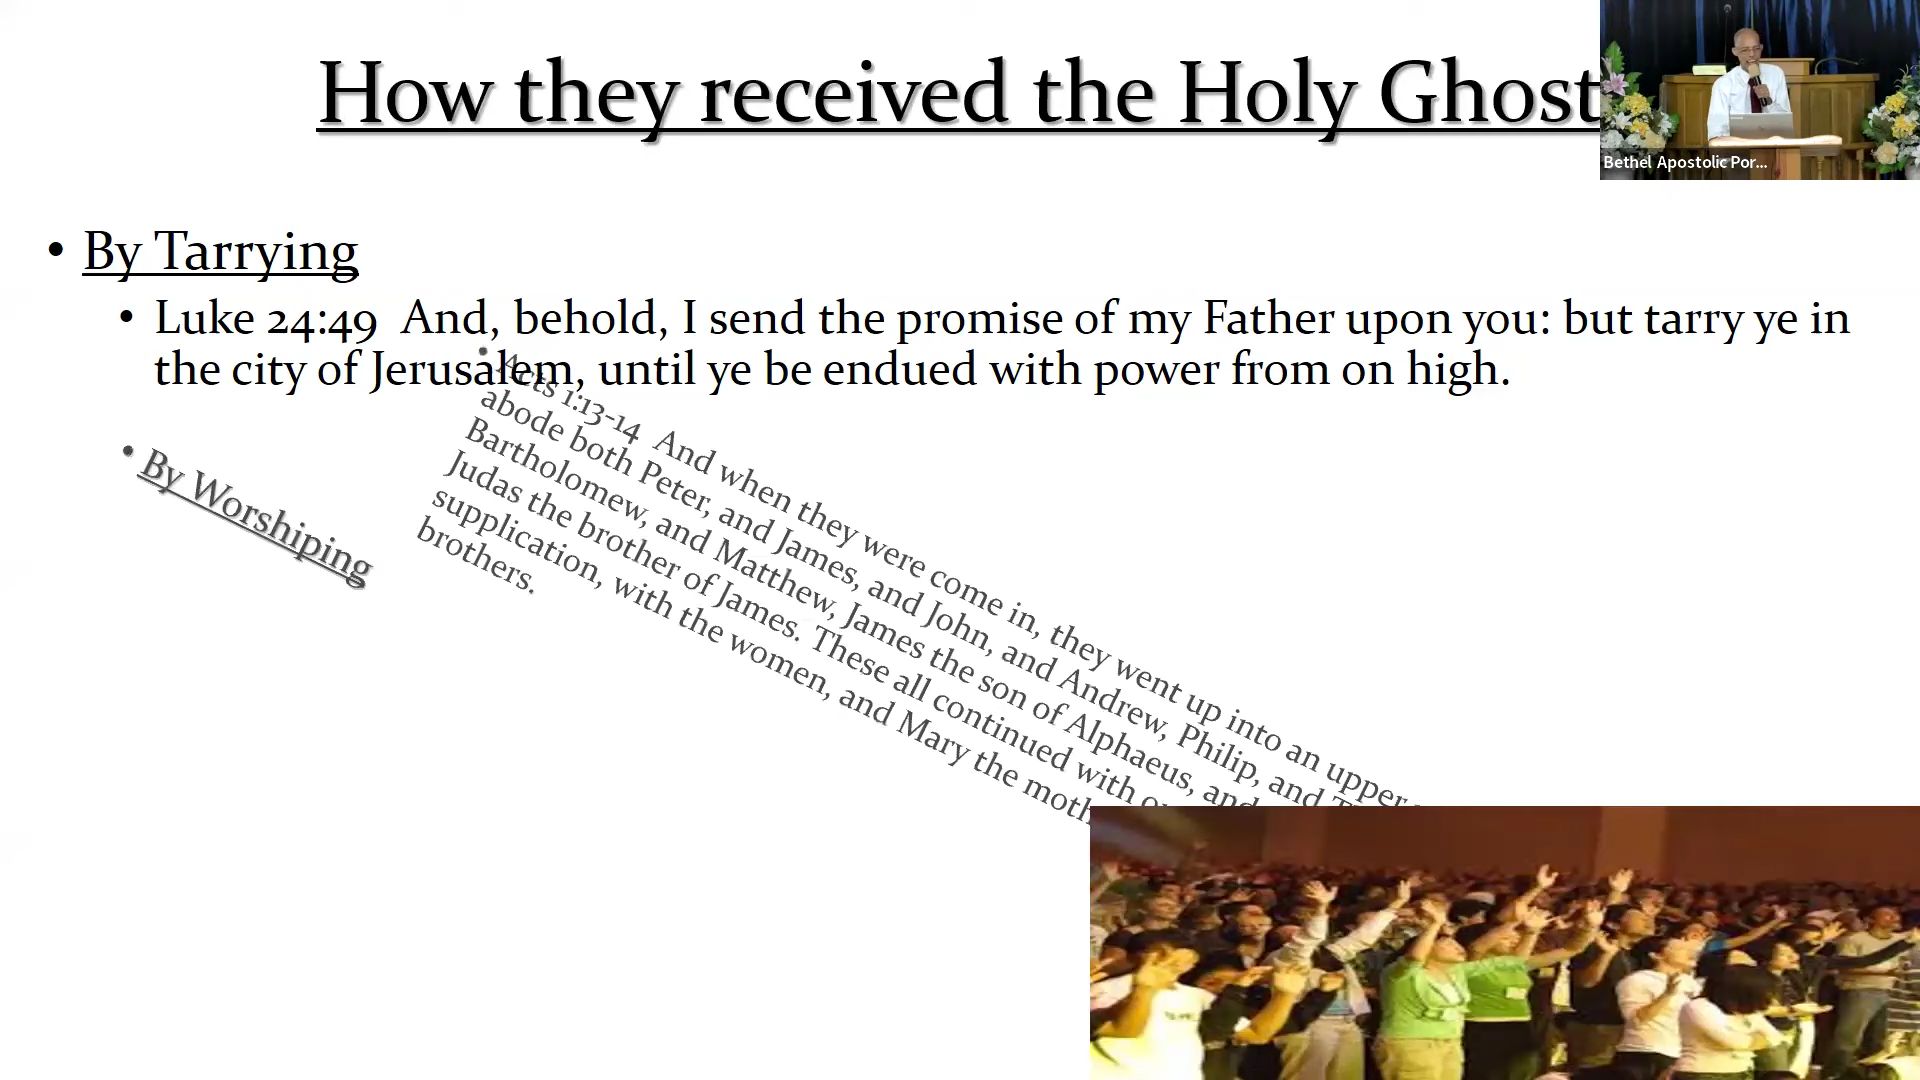 How they received the Holy Ghost
Bethel Apostolic Por...
• By Tarrying
• Luke 24:49 And, behold, I send the promise of my Father upon you: but tarry ye in
the city of Jerusalem, until ye be endued with power from on high.
• By Worshiping
• Acts 1:13-14 And when they were come in, they went up into an upper
abode both Peter, and James, and John, and Andrew, Philip, and
Bartholomew, and Matthew, James the son of Alphaeus, and
Judas the brother of James. These all continued with
supplication, with the women, and Mary the
brothers.